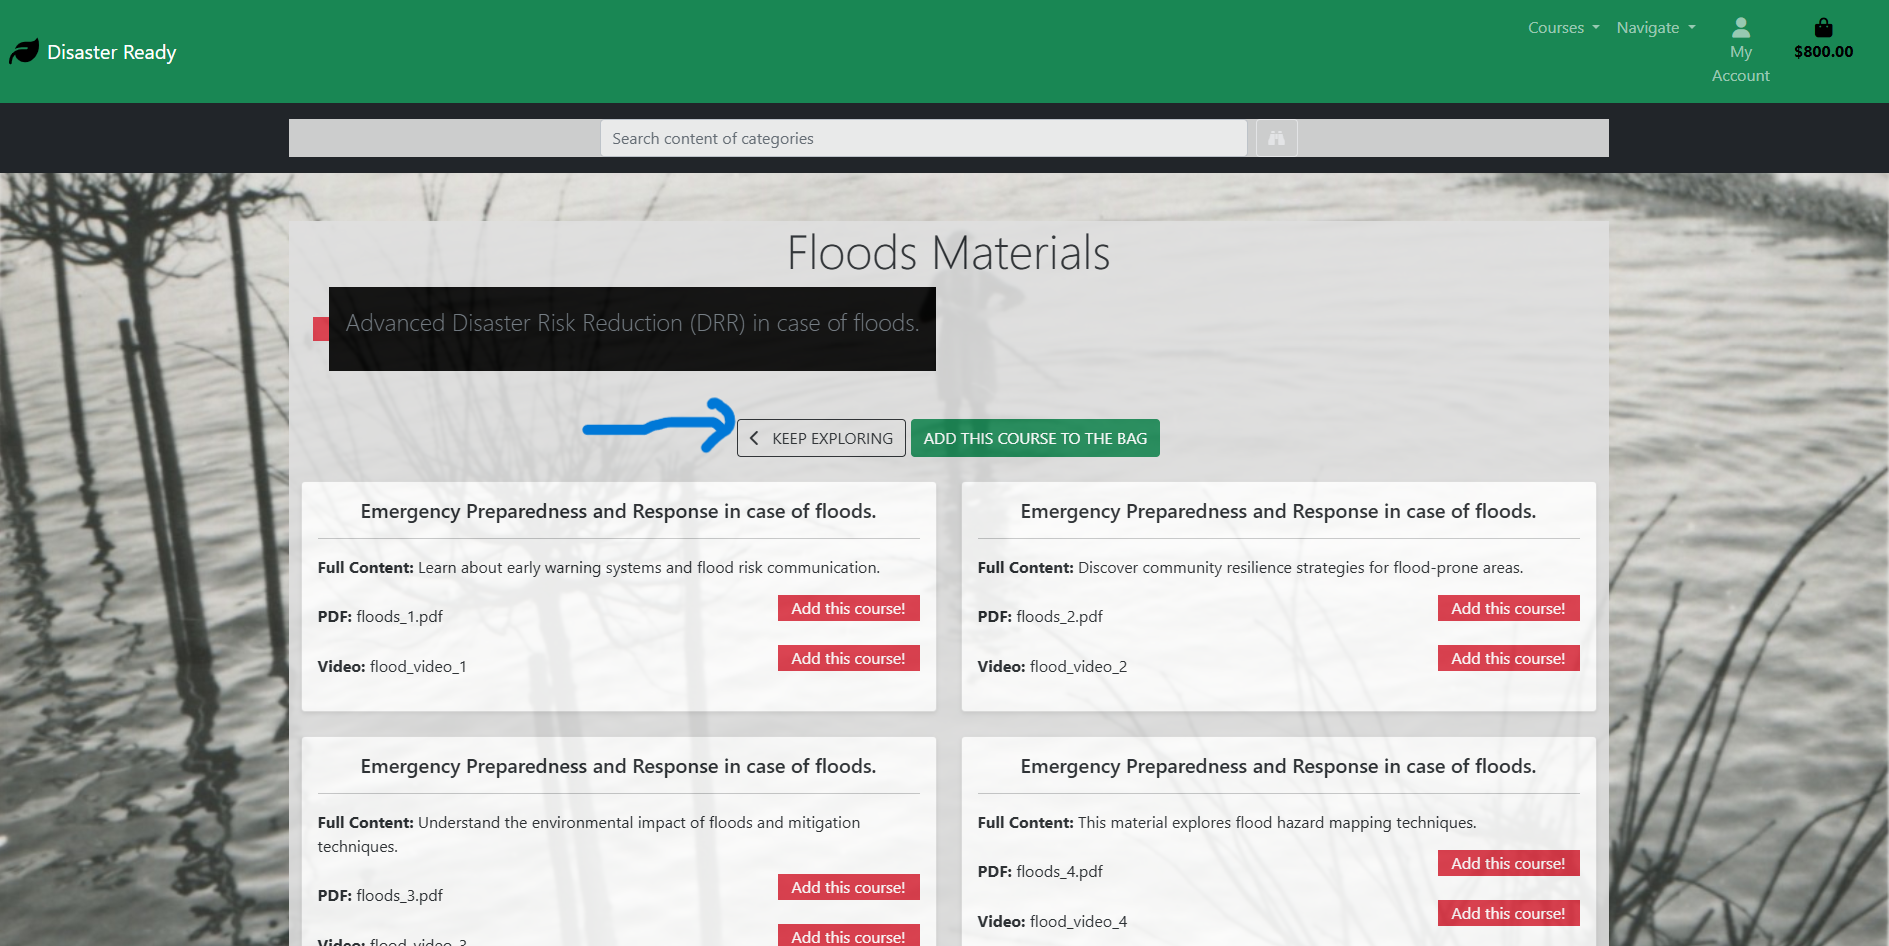 Disaster Ready
Courses
Navigate
My
Account
$800.00
Search content of categories
Floods Materials
Advanced Disaster Risk Reduction (DRR) in case of floods.
KEEP EXPLORING
ADD THIS COURSE TO THE BAG
Emergency Preparedness and Response in case of floods.
Full Content: Learn about early warning systems and flood risk communication.
PDF: floods_1.pdf
Add this course!
Video: flood_video_1
Add this course!
Emergency Preparedness and Response in case of floods.
Full Content: Discover community resilience strategies for flood-prone areas.
PDF: floods_2.pdf
Add this course!
Video: flood_video_2
Add this course!
Emergency Preparedness and Response in case of floods.
Full Content: Understand the environmental impact of floods and mitigation
techniques.
PDF: floods_3.pdf
Add this course!
Video: flood_video_3
Add this course!
Emergency Preparedness and Response in case of floods.
Full Content: This material explores flood hazard mapping techniques.
PDF: floods_4.pdf
Add this course!
Video: flood_video_4
Add this course!